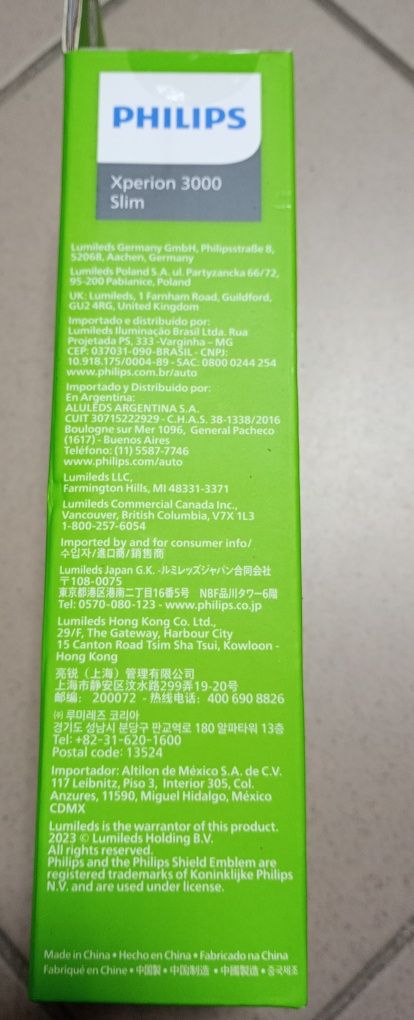 PHILIPS
Xperion 3000
Slim
Lumileds Germany GmbH, Philipsstraße 8,
52068, Aachen, Germany
Lumileds Poland S.A. ul. Partyzancka 66/72,
95-200 Pabianice, Poland
UK: Lumileds, 1 Farnham Road, Guildford,
GU2 4RG, United Kingdom
Importado e distribuido por:
Lumileds Iluminação Brasil Ltda. Rua
Projetada PS, 333 -Varginha – MG
CEP: 037031-090-BRASIL - CNPJ:
10.918.175/0004-89 - SAC: 0800 0244 254
www.philips.com.br/auto
Importado y Distribuido por:
En Argentina:
ALULEDS ARGENTINA S.A.
CUIT 30715222929 - C.H.A.S. 38-1338/2016
Boulogne sur Mer 1096, General Pacheco
(1617) - Buenos Aires
Teléfono: (11) 5587-7746
www.philips.com/auto
Lumileds LLC,
Farmington Hills, MI 48331-3371
Lumileds Commercial Canada Inc.,
Vancouver, British Columbia, V7X 1L3
1-800-257-6054
Imported by and for consumer info/
수입자/進口商/銷售商
Lumileds Japan G.K. -ルミレッズジャパン合同会社
〒108-0075
東京都港区港南二丁目16番5号 NBF品川タワー6階
Tel: 0570-080-123 - www.philips.co.jp
Lumileds Hong Kong Co. Ltd.,
29/F, The Gateway, Harbour City
15 Canton Road Tsim Sha Tsui, Kowloon -
Hong Kong
亮锐（上海）管理有限公司
上海市静安区汶水路299弄19-20号
邮编： 200072 - 热线电话：400 690 8826
㈜ 루미레즈 코리아
경기도 성남시 분당구 판교역로 180 알파타워 13층
Tel: +82-31-620-1600
Postal code: 13524
Importador: Altilon de México S.A. de C.V.
117 Leibnitz, Piso 3, Interior 305, Col.
Anzures, 11590, Miguel Hidalgo, México
CDMX
Lumileds is the warrantor of this product.
2023 © Lumileds Holding B.V.
All rights reserved.
Philips and the Philips Shield Emblem are
registered trademarks of Koninklijke Philips
N.V. and are used under license.
Made in China • Hecho en China • Fabricado na China
Fabriqué en Chine • 中国製 • 中国制造 • 中國製造 • 중국제조